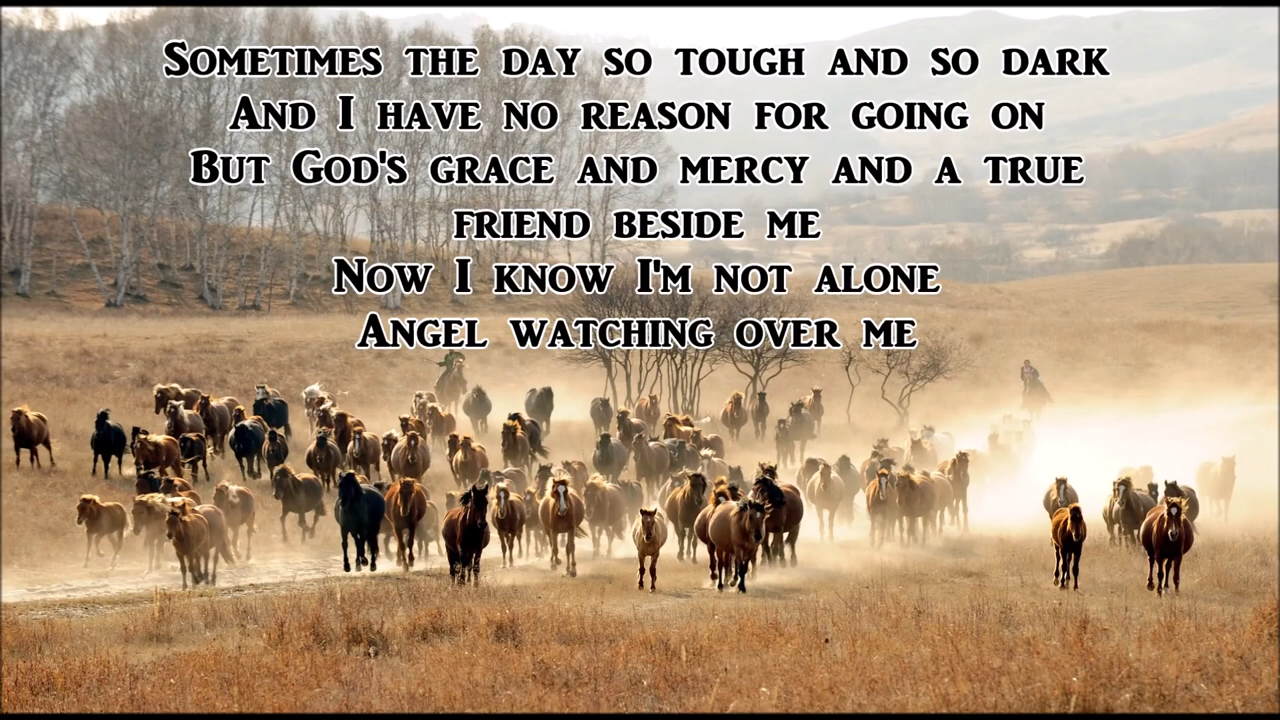 Sometimes the day so tough and so dark
And I have no reason for going on
But God's grace and mercy and a true
friend beside me
Now I know I'm not alone
Angel watching over me